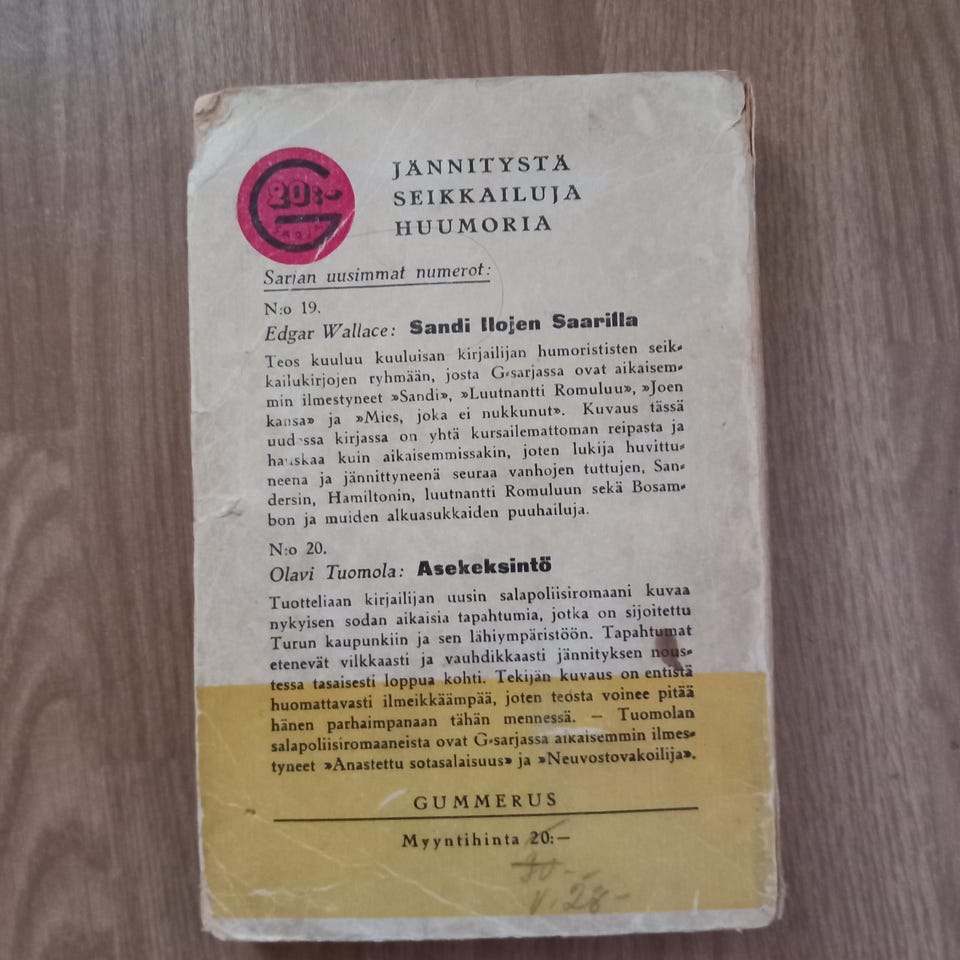 JÄNNITYSTÄ
SEIKKAILUJA
HUUMORIA
G
20:-
Sarjan uusimmat numerot:
N:o 19.
Edgar Wallace: Sandi Ilojen Saarilla
Teos kuuluu kuuluisan kirjailijan humorististen seik-
kailukirjojen ryhmään, josta G-sarjassa ovat aikaisem-
min ilmestyneet »Sandi», »Luutnantti Romuluu», »Joen
kansa» ja »Mies, joka ei nukkunut». Kuvaus tässä
uudessa kirjassa on yhtä kursailemattoman reipasta ja
hauskaa kuin aikaisemmissakin, joten lukija huvittu-
neena ja jännittyneenä seuraa vanhojen tuttujen, San-
dersin, Hamiltonin, luutnantti Romuluun sekä Bosam-
bon ja muiden alkuasukkaiden puuhailuja.
N:o 20.
Olavi Tuomola: Asekeksintö
Tuotteliaan kirjailijan uusin salapoliisiromaani kuvaa
nykyisen sodan aikaisia tapahtumia, jotka on sijoitettu
Turun kaupunkiin ja sen lähiympäristöön. Tapahtumat
etenevät vilkkaasti ja vauhdikkaasti jännityksen nous-
tessa tasaisesti loppua kohti. Tekijän kuvaus on entistä
huomattavasti ilmeikkäämpää, joten teosta voinee pitää
hänen parhaimpanaan tähän mennessä. — Tuomolan
salapoliisiromaaneista ovat G-sarjassa aikaisemmin ilmes-
tyneet »Anastettu sotasalaisuus» ja »Neuvostovakoilija».
GUMMERUS
Myyntihinta 20:—
28-